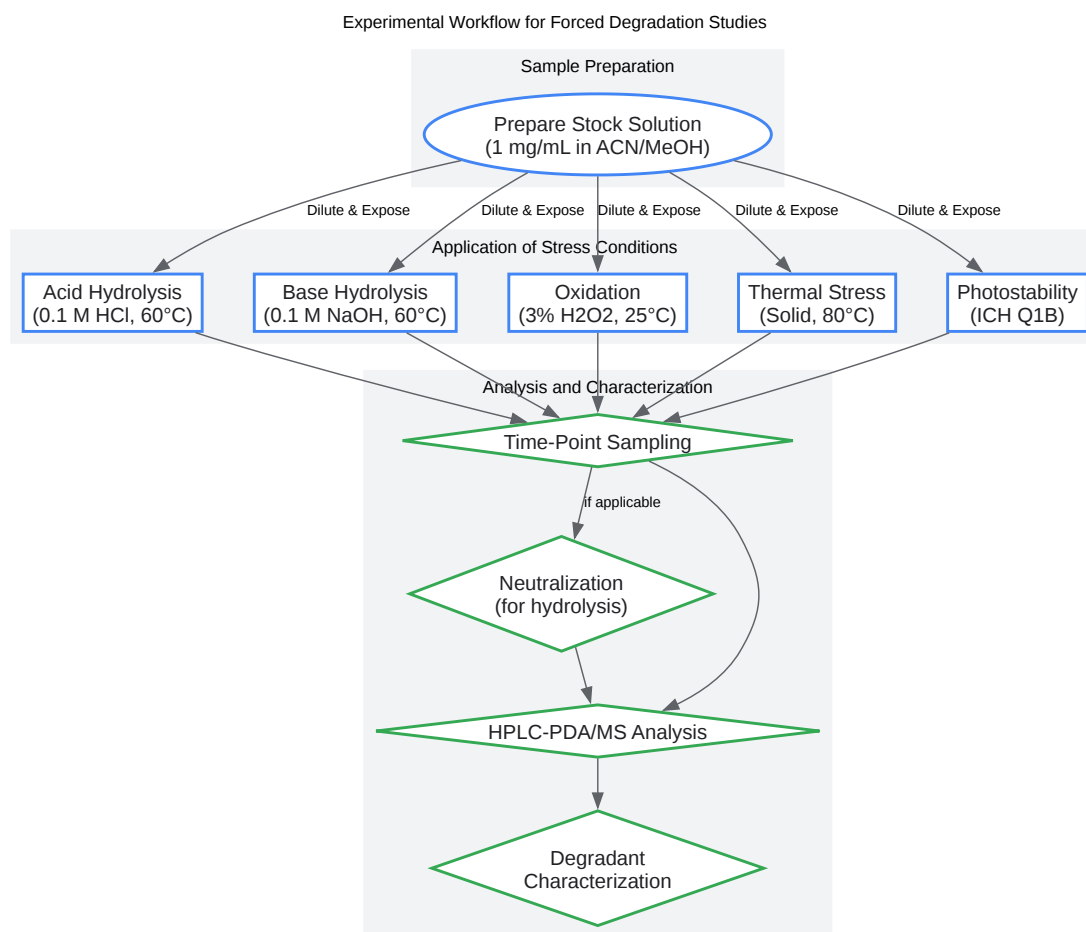 Experimental Workflow for Forced Degradation Studies
Sample Preparation
Prepare Stock Solution
(1 mg/mL in ACN/MeOH)
Dilute & Expose
Dilute & Expose
Dilute & Expose
Dilute & Expose
Dilute & Expose
Application of Stress Conditions
Acid Hydrolysis
(0.1 M HCl, 60°C)
Base Hydrolysis
(0.1 M NaOH, 60°C)
Oxidation
(3% H2O2, 25°C)
Thermal Stress
(Solid, 80°C)
Photostability
(ICH Q1B)
Analysis and Characterization
Time-Point Sampling
if applicable
Neutralization
(for hydrolysis)
HPLC-PDA/MS Analysis
Degradant
Characterization